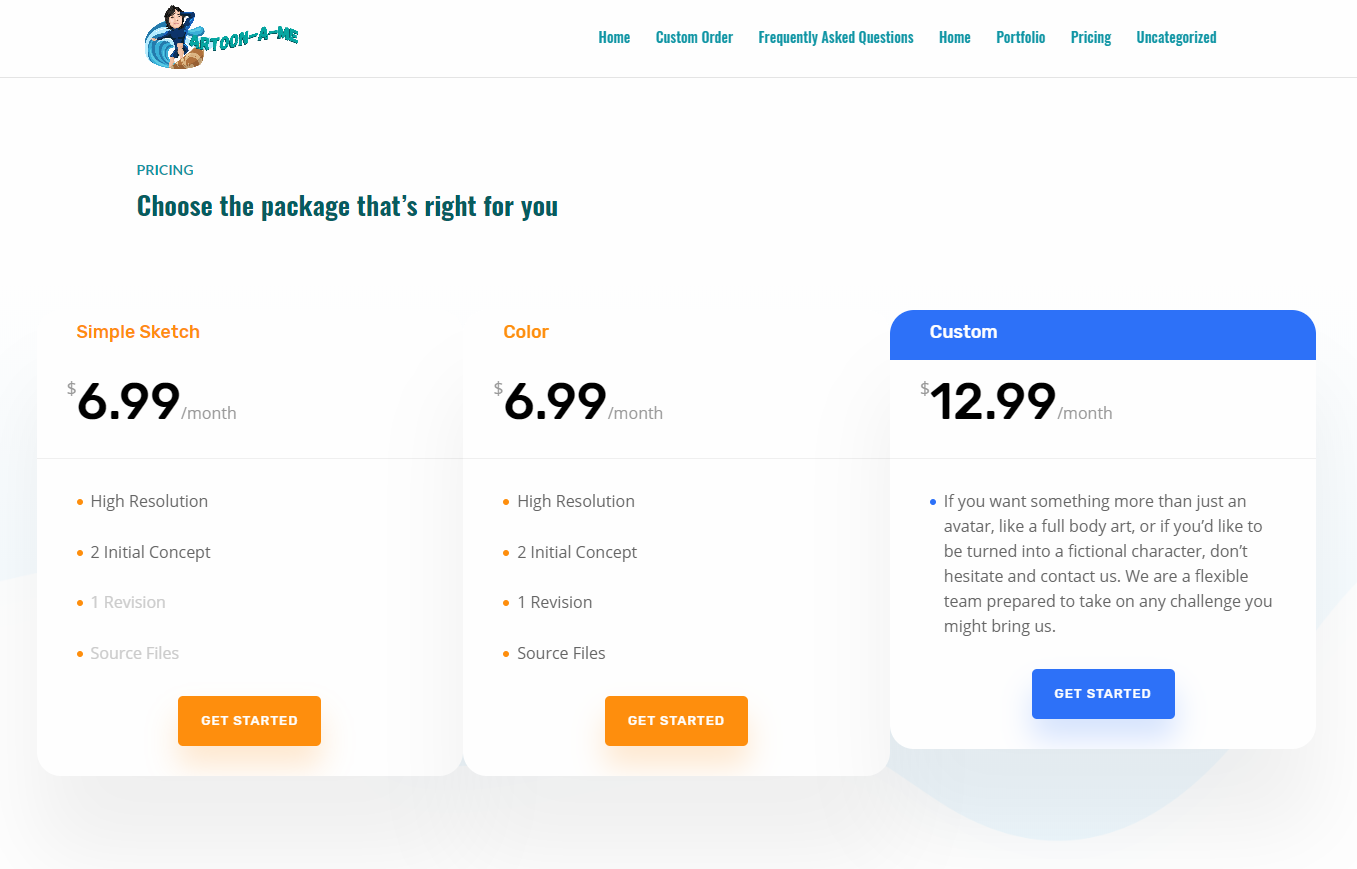 ARTOON-A-ME
Home Custom Order Frequently Asked Questions Home Portfolio Pricing Uncategorized
PRICING
Choose the package that’s right for you
Simple Sketch
$6.99/month
High Resolution
2 Initial Concept
1 Revision
Source Files
GET STARTED
Color
$6.99/month
High Resolution
2 Initial Concept
1 Revision
Source Files
GET STARTED
Custom
$12.99/month
If you want something more than just an
avatar, like a full body art, or if you’d like to
be turned into a fictional character, don’t
hesitate and contact us. We are a flexible
team prepared to take on any challenge you
might bring us.
GET STARTED